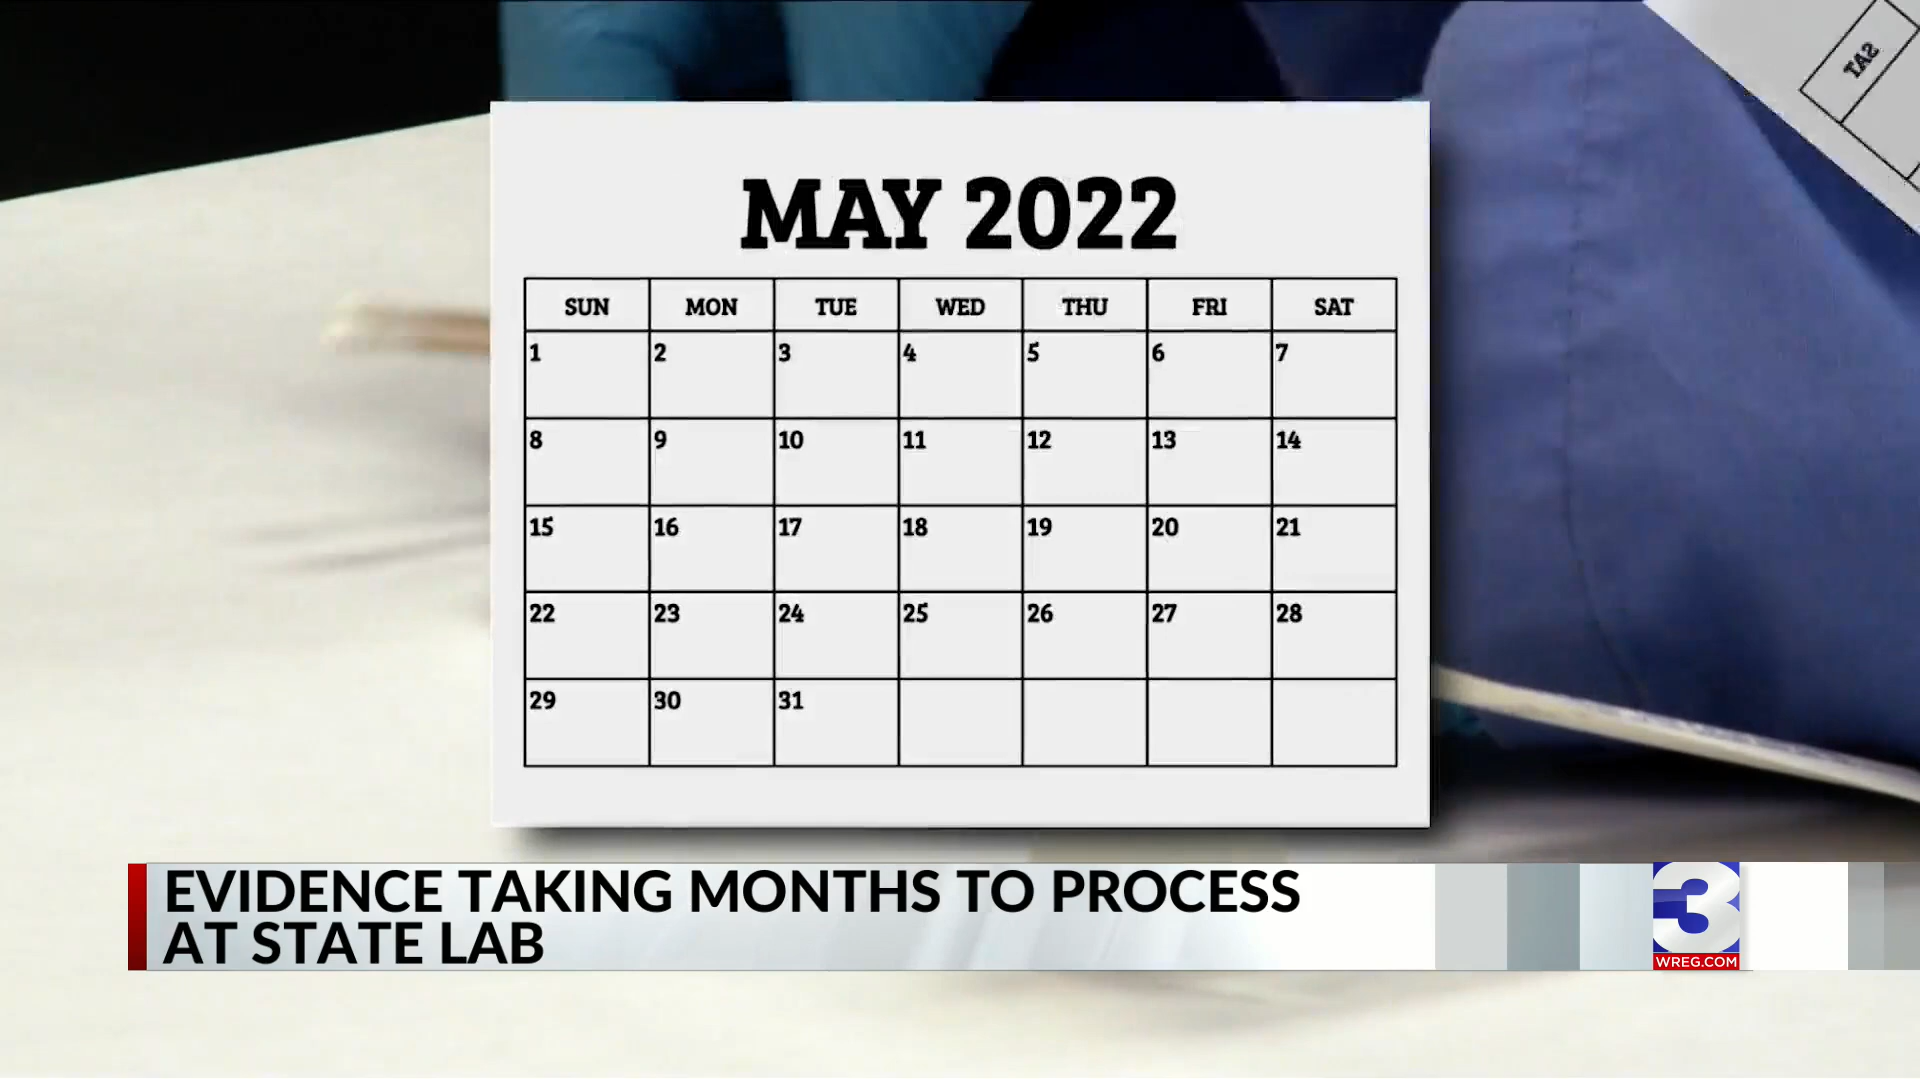 SAT
MAY 2022
SUN MON TUE WED THU FRI SAT
1 2 3 4 5 6 7
8 9 10 11 12 13 14
15 16 17 18 19 20 21
22 23 24 25 26 27 28
29 30 31
EVIDENCE TAKING MONTHS TO PROCESS
AT STATE LAB
3
WREG.COM